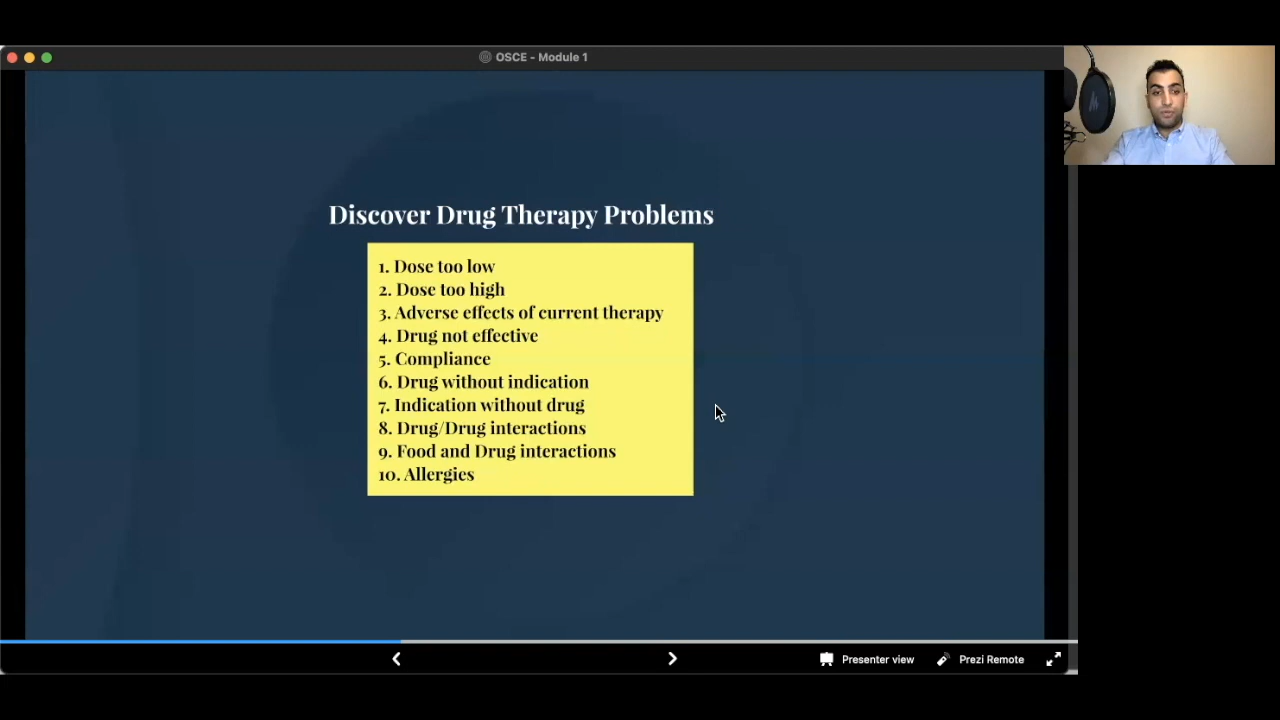 OSCE - Module 1
Discover Drug Therapy Problems
1. Dose too low
2. Dose too high
3. Adverse effects of current therapy
4. Drug not effective
5. Compliance
6. Drug without indication
7. Indication without drug
8. Drug/Drug interactions
9. Food and Drug interactions
10. Allergies
Presenter view
Prezi Remote